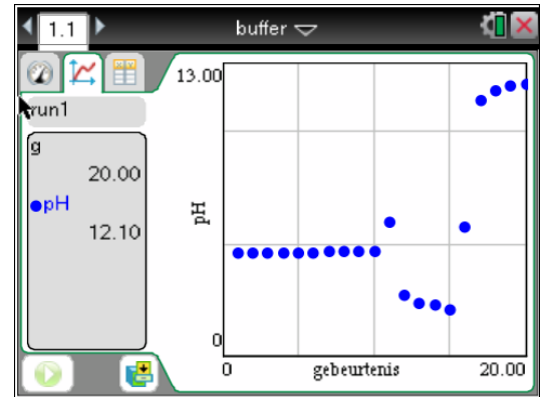 1.1 buffer
run1
g
20.00
pH
12.10
13.00
pH
0
0 gebeurtenis 20.00